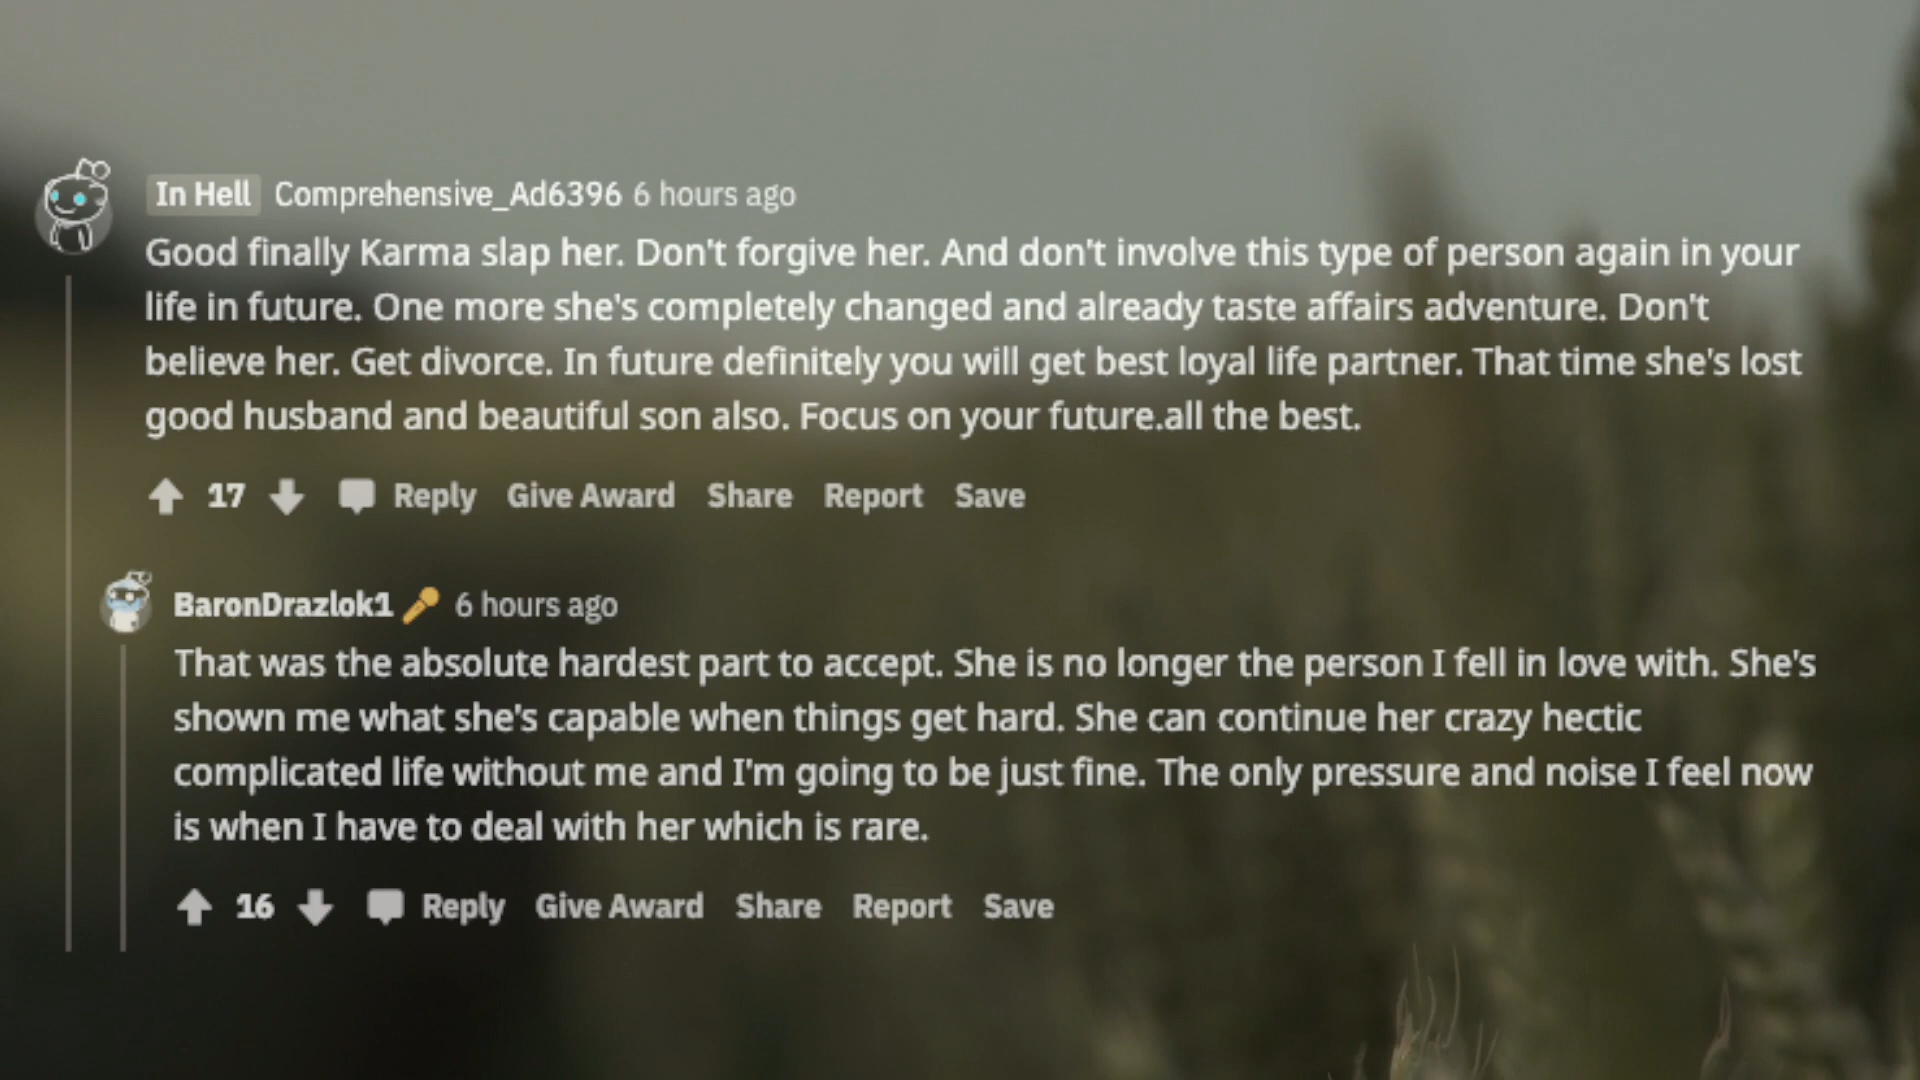 In Hell Comprehensive_Ad6396 6 hours ago
Good finally Karma slap her. Don't forgive her. And don't involve this type of person again in your
life in future. One more she's completely changed and already taste affairs adventure. Don't
believe her. Get divorce. In future definitely you will get best loyal life partner. That time she's lost
good husband and beautiful son also. Focus on your future.all the best.
17 Reply Give Award Share Report Save
BaronDrazlok1 6 hours ago
That was the absolute hardest part to accept. She is no longer the person I fell in love with. She's
shown me what she's capable when things get hard. She can continue her crazy hectic
complicated life without me and I'm going to be just fine. The only pressure and noise I feel now
is when I have to deal with her which is rare.
16 Reply Give Award Share Report Save